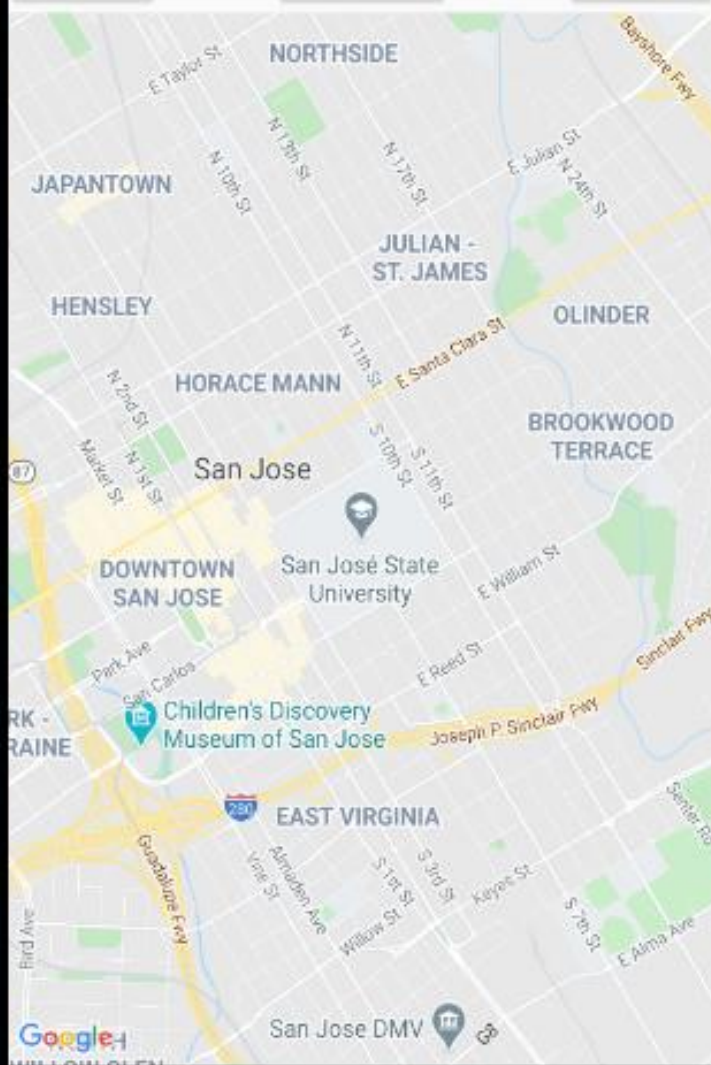 NORTHSIDE
Bayshore Fwy
E Taylor St
N 13th St
N 10th St
N 17th St
E Julian St
N 24th St
JAPANTOWN
JULIAN -
ST. JAMES
HENSLEY
OLINDER
N 11th St
E Santa Clara St
N 2nd St
HORACE MANN
BROOKWOOD
TERRACE
Market St
N 1st St
San Jose
S 10th St
S 11th St
87
San José State
University
DOWNTOWN
SAN JOSE
E William St
Park Ave
San Carlos
E Reed St
Sinclair Fwy
RK -
RAINE
Children's Discovery
Museum of San Jose
Joseph P. Sinclair Fwy
280
EAST VIRGINIA
Senter Ro
Guadalupe Fwy
Vine St
Almaden Ave
S 1st St
S 3rd St
Keyes St
Willow St
S 7th St
E Alma Ave
Bird Ave
San Jose DMV
Google